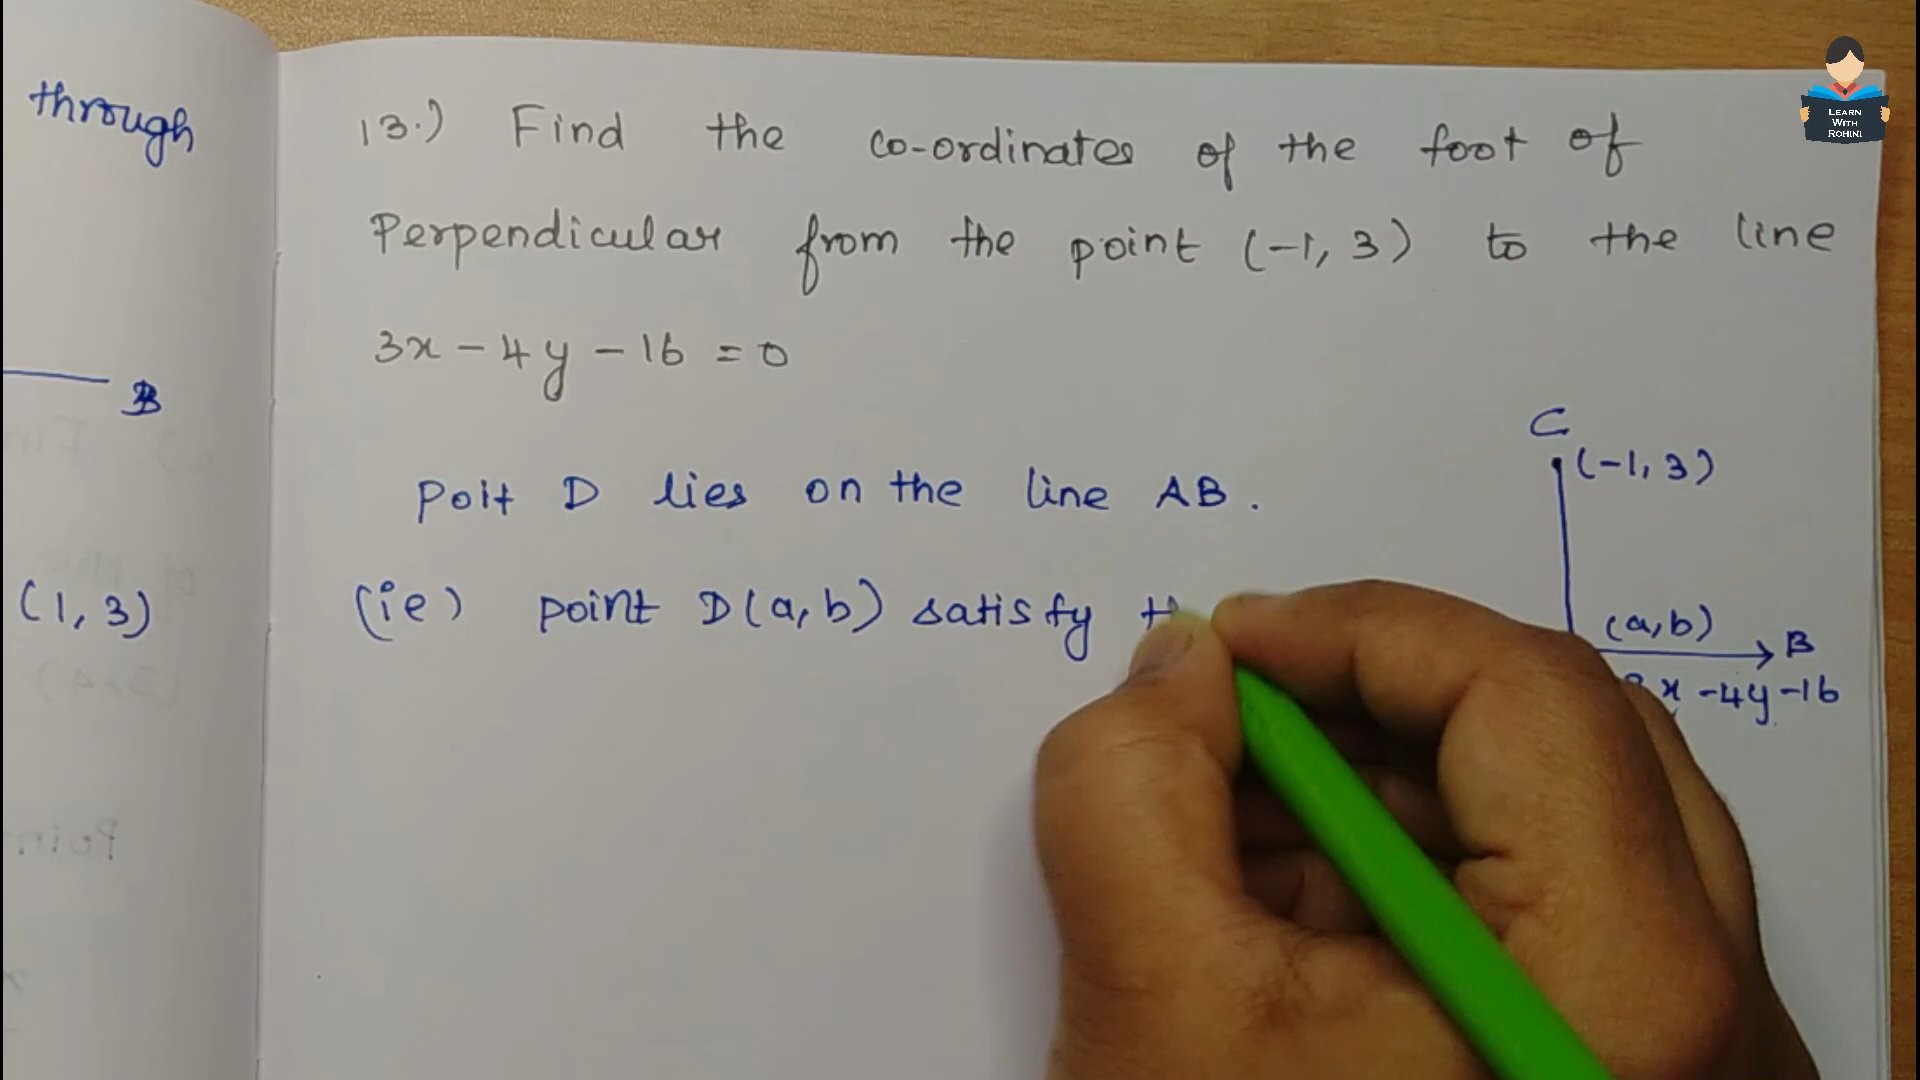 through
B
(1, 3)
13.) Find the co-ordinates of the foot of
Perpendicular from the point (-1, 3) to the line
3x - 4y - 16 = 0
Poit D lies on the line AB.
(ie) point D(a, b) satisfy
C
(-1, 3)
(a, b)
B
x - 4y - 16
LEARN
WITH
ROHINI